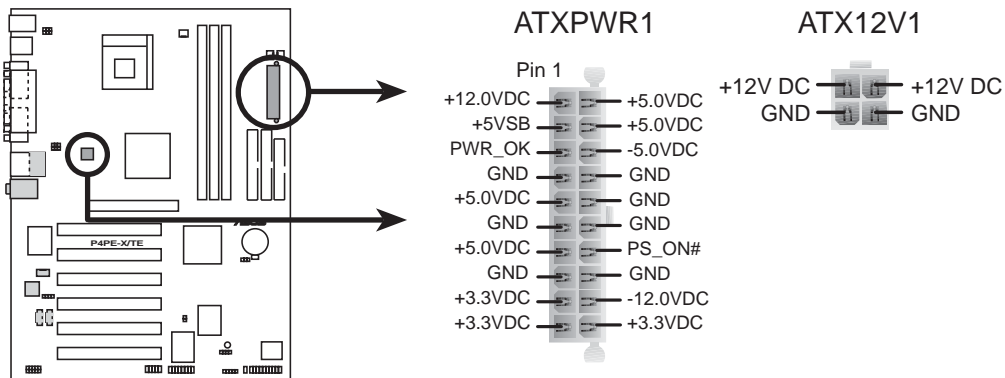 ATXPWR1
ATX12V1
Pin 1
+12.0VDC +5.0VDC
+5VSB +5.0VDC
PWR_OK -5.0VDC
GND GND
+5.0VDC GND
GND GND
+5.0VDC PS_ON#
GND GND
+3.3VDC -12.0VDC
+3.3VDC +3.3VDC
+12V DC +12V DC
GND GND
P4PE-X/TE